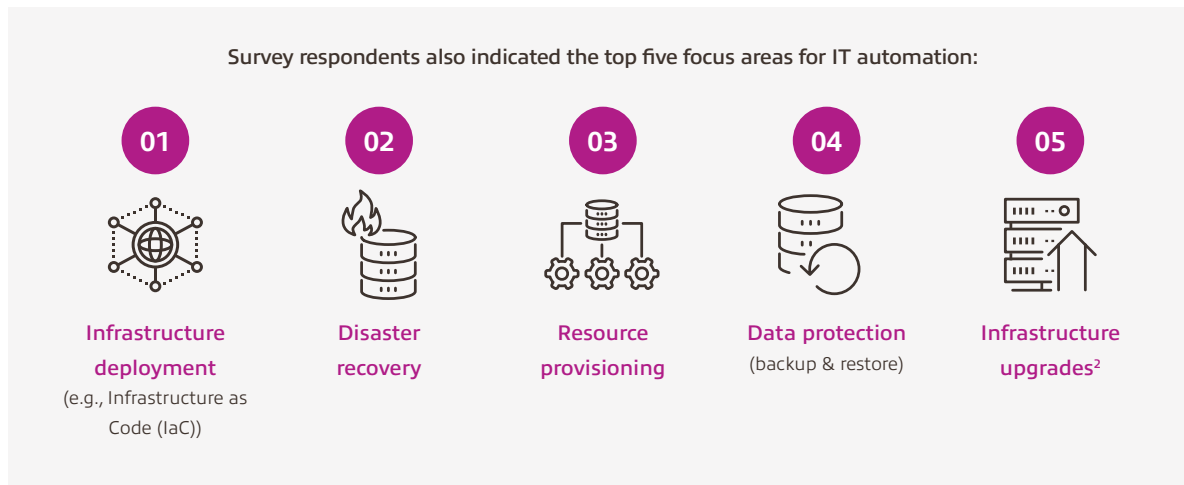 Survey respondents also indicated the top five focus areas for IT automation:
01
Infrastructure
deployment
(e.g., Infrastructure as
Code (IaC))
02
Disaster
recovery
03
Resource
provisioning
04
Data protection
(backup & restore)
05
Infrastructure
upgrades²